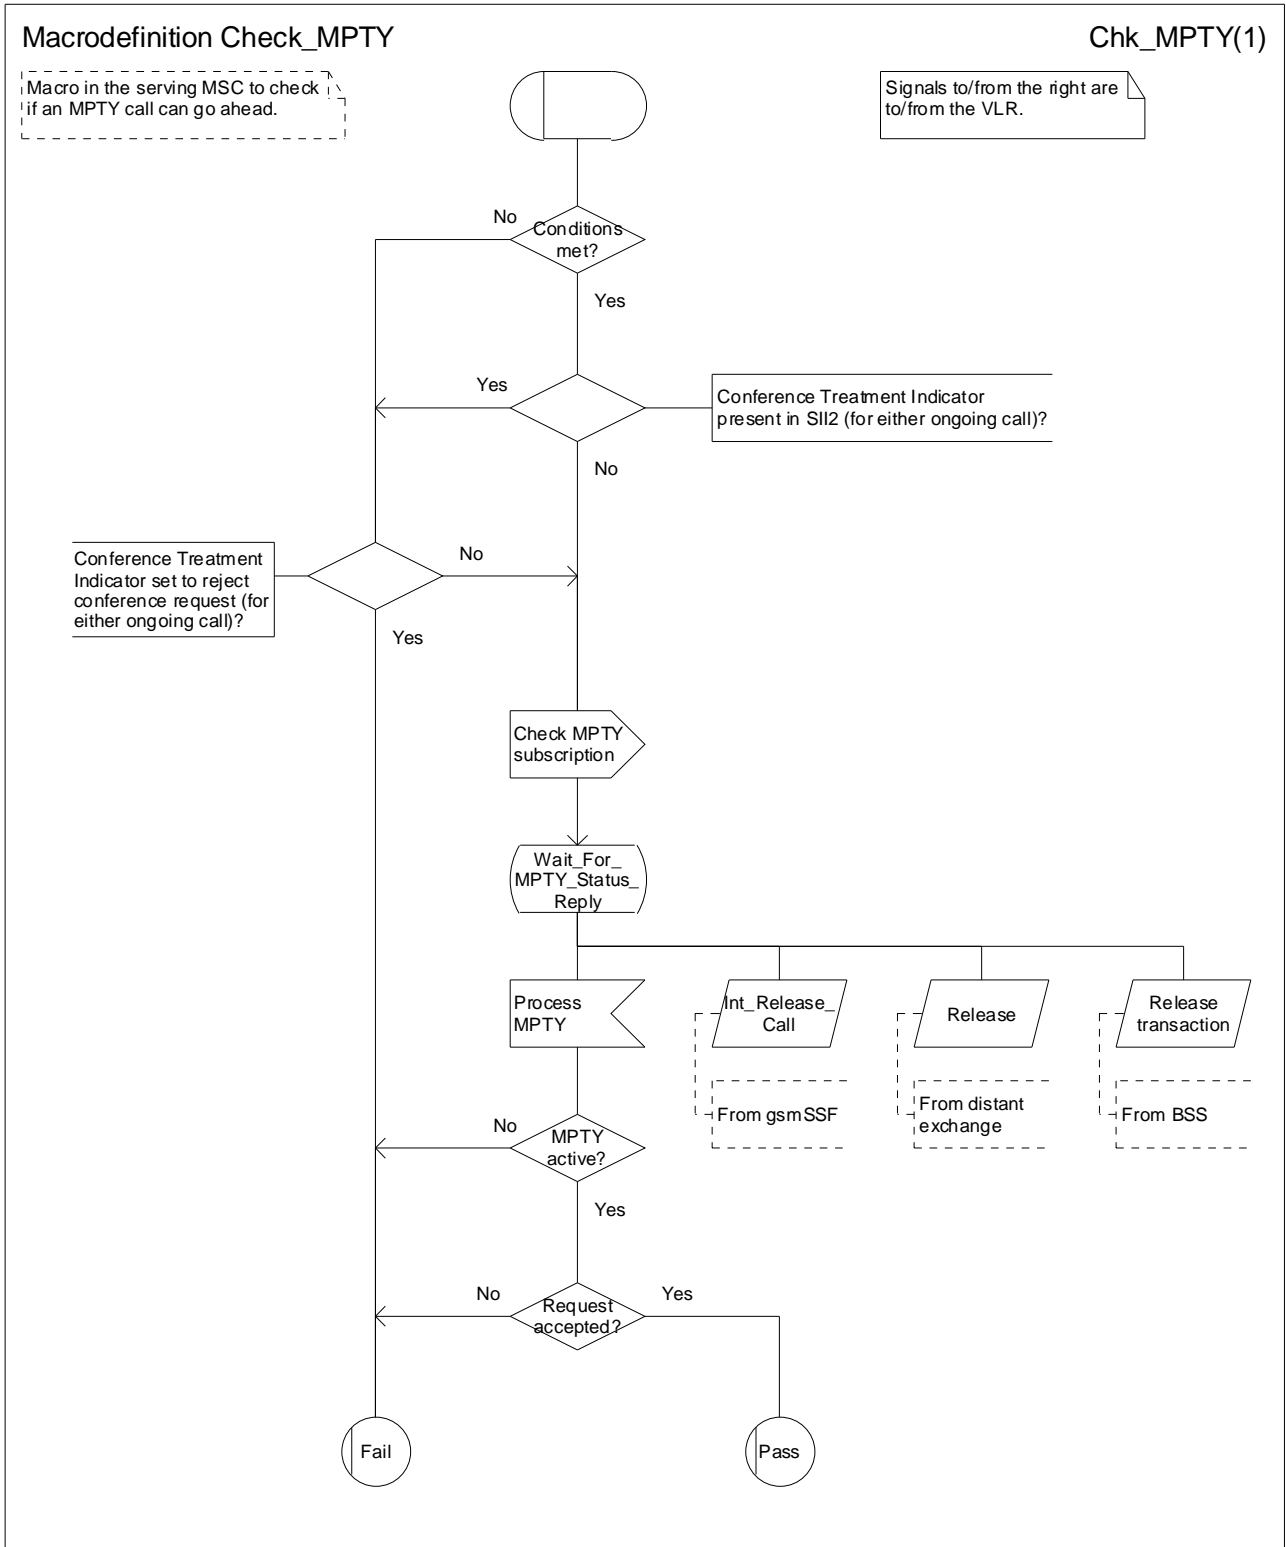 Macrodefinition Check_MPTY
Chk_MPTY(1)
Macro in the serving MSC to check
if an MPTY call can go ahead.
Signals to/from the right are
to/from the VLR.
No
Conditions
met?
Yes
Yes
Conference Treatment Indicator
present in SII2 (for either ongoing call)?
No
Conference Treatment
Indicator set to reject
conference request (for
either ongoing call)?
No
Yes
Check MPTY
subscription
Wait_For_
MPTY_Status_
Reply
Process
MPTY
Int_Release_
Call
Release
Release
transaction
From gsmSSF
From distant
exchange
From BSS
No
MPTY
active?
Yes
No
Request
accepted?
Yes
Fail
Pass